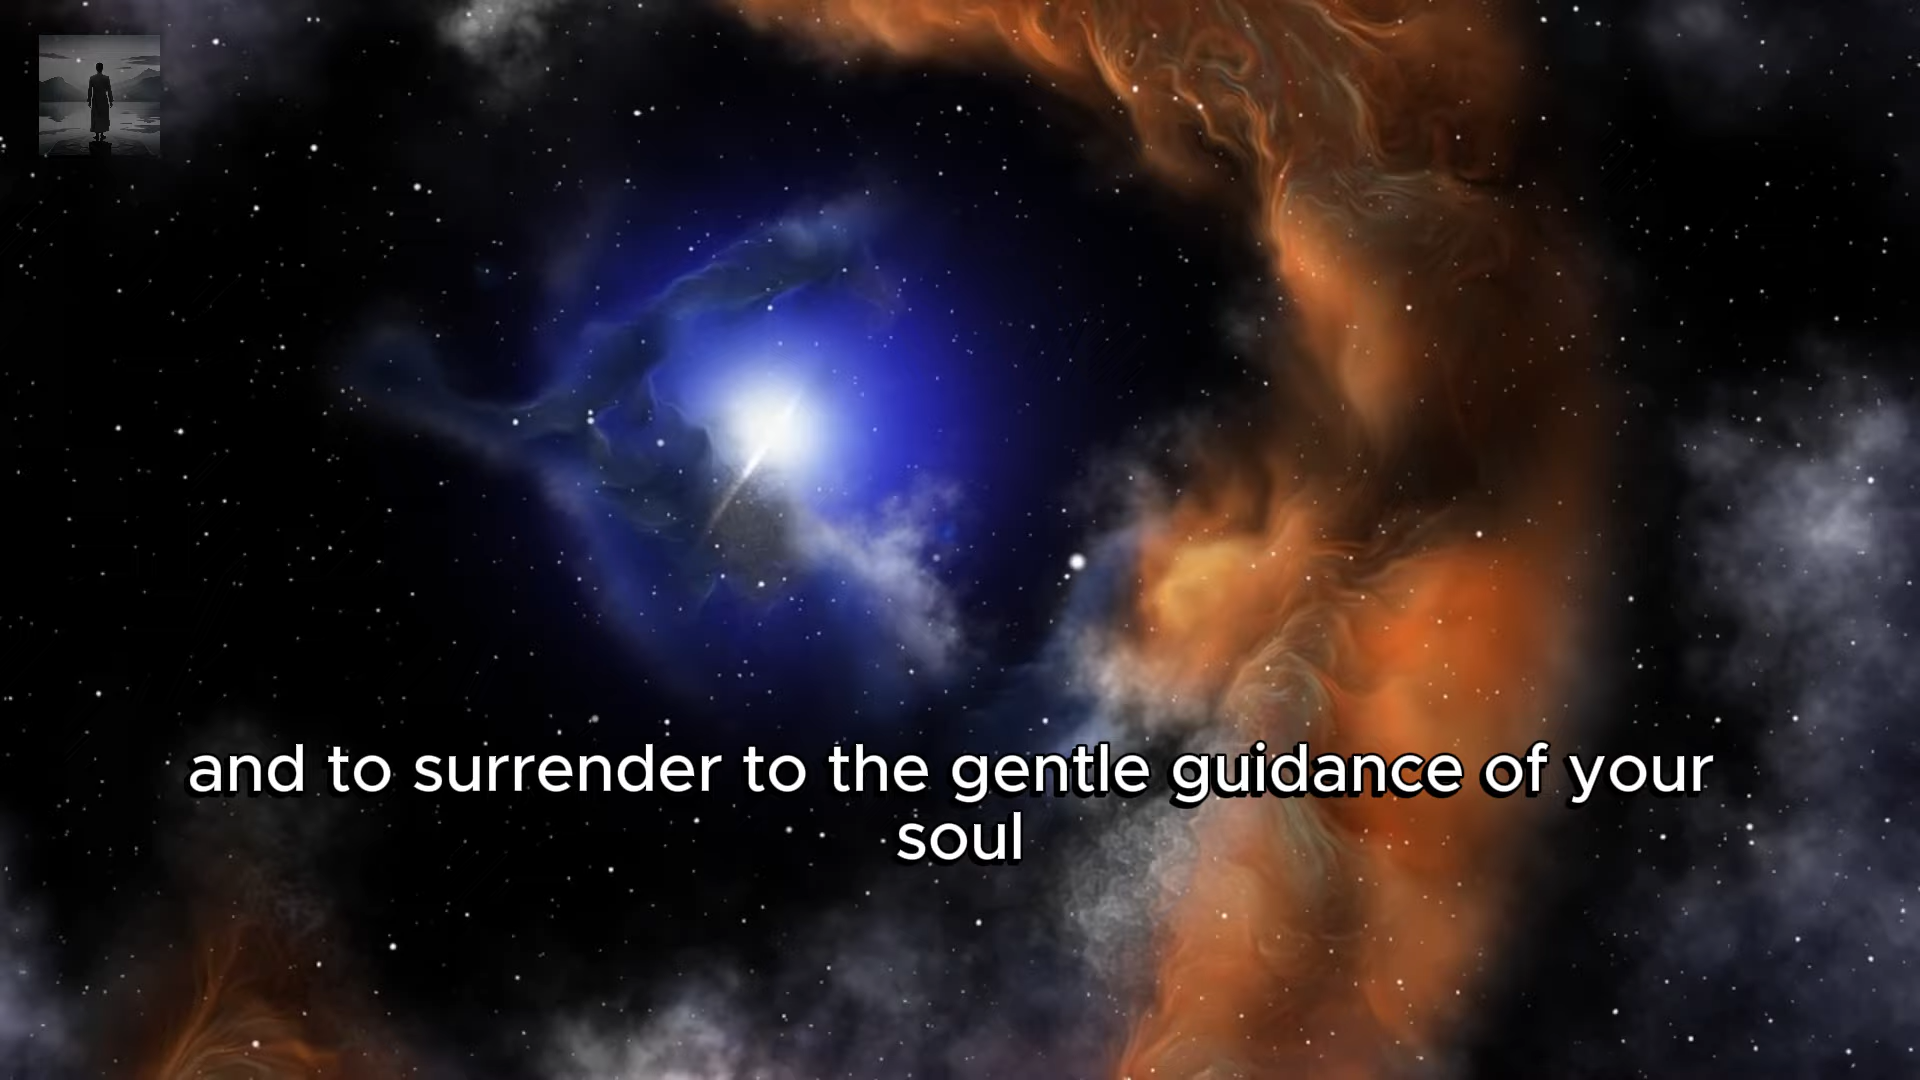 and to surrender to the gentle guidance of your
soul